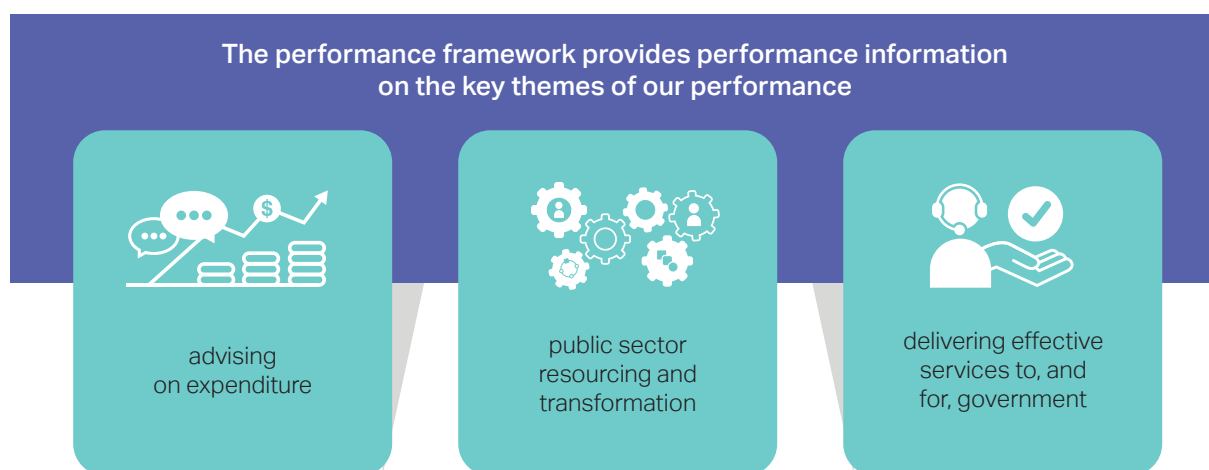 The performance framework provides performance information
on the key themes of our performance
$
advising
on expenditure
public sector
resourcing and
transformation
delivering effective
services to, and
for, government